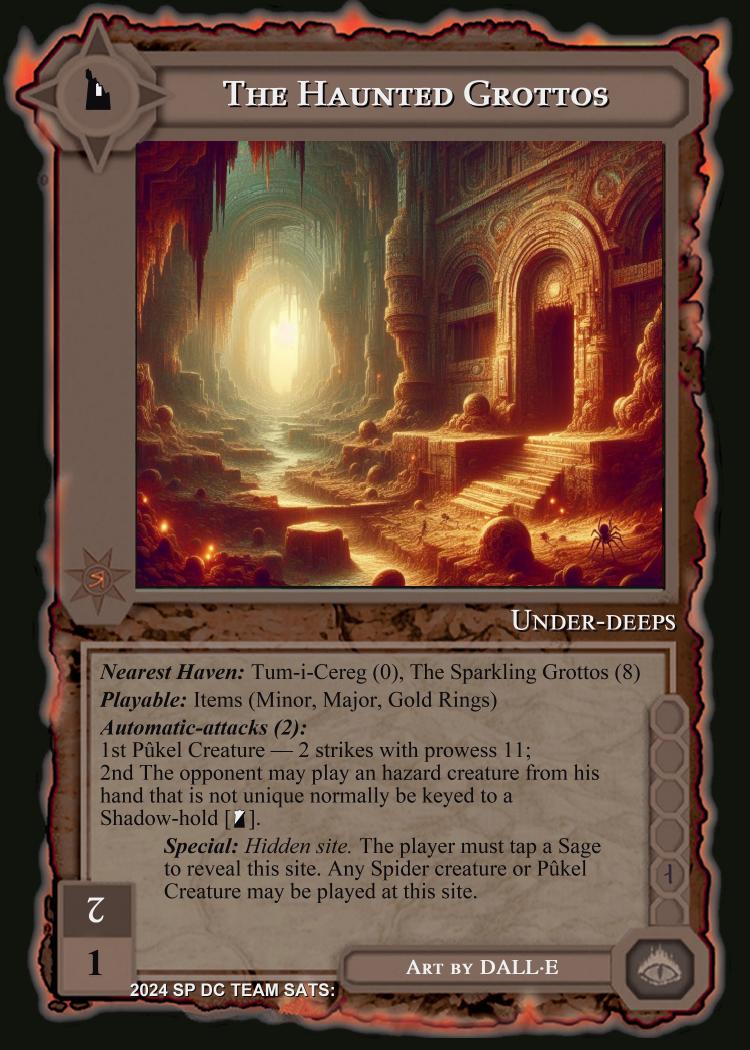 The Haunted Grottos
Under-deeps
Nearest Haven: Tum-i-Cereg (0), The Sparkling Grottos (8)
Playable: Items (Minor, Major, Gold Rings)
Automatic-attacks (2):
1st Pûkel Creature — 2 strikes with prowess 11;
2nd The opponent may play an hazard creature from his
hand that is not unique normally be keyed to a
Shadow-hold [ ].
Special: Hidden site. The player must tap a Sage
to reveal this site. Any Spider creature or Pûkel
Creature may be played at this site.
1
Art by DALL·E
2024 SP DC TEAM SATS: